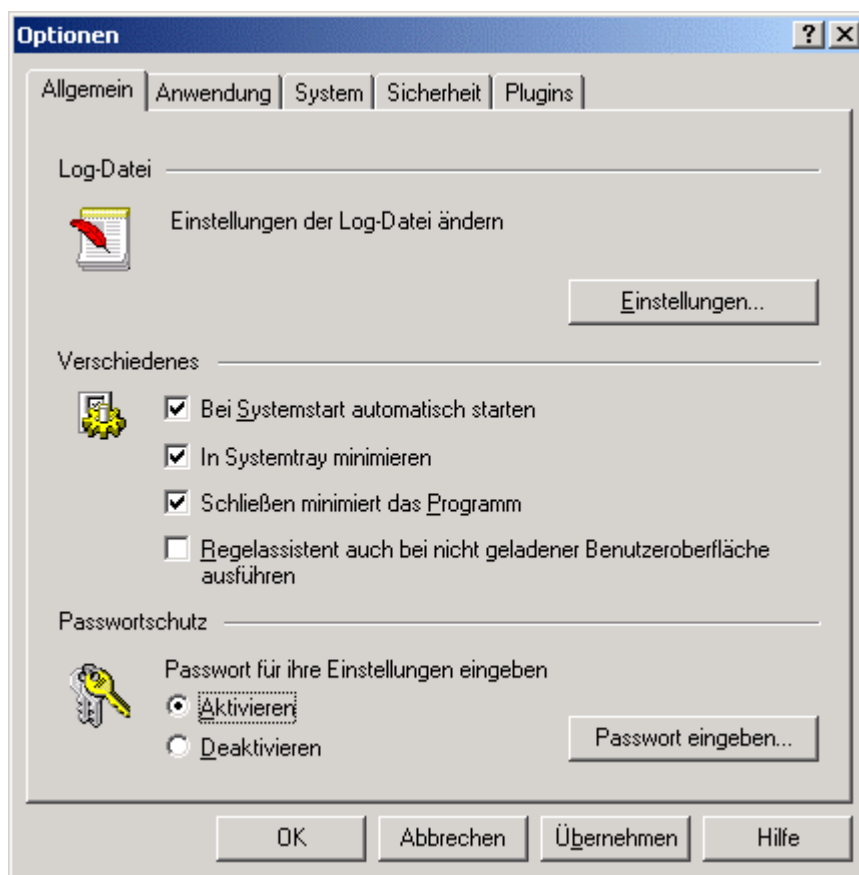 Optionen
Allgemein Anwendung System Sicherheit Plugins
Log-Datei
Einstellungen der Log-Datei ändern
Einstellungen...
Verschiedenes
Bei Systemstart automatisch starten
In Systemtray minimieren
Schließen minimiert das Programm
Regelassistent auch bei nicht geladener Benutzeroberfläche
ausführen
Passwortschutz
Passwort für ihre Einstellungen eingeben
Aktivieren
Deaktivieren
Passwort eingeben...
OK Abbrechen Übernehmen Hilfe